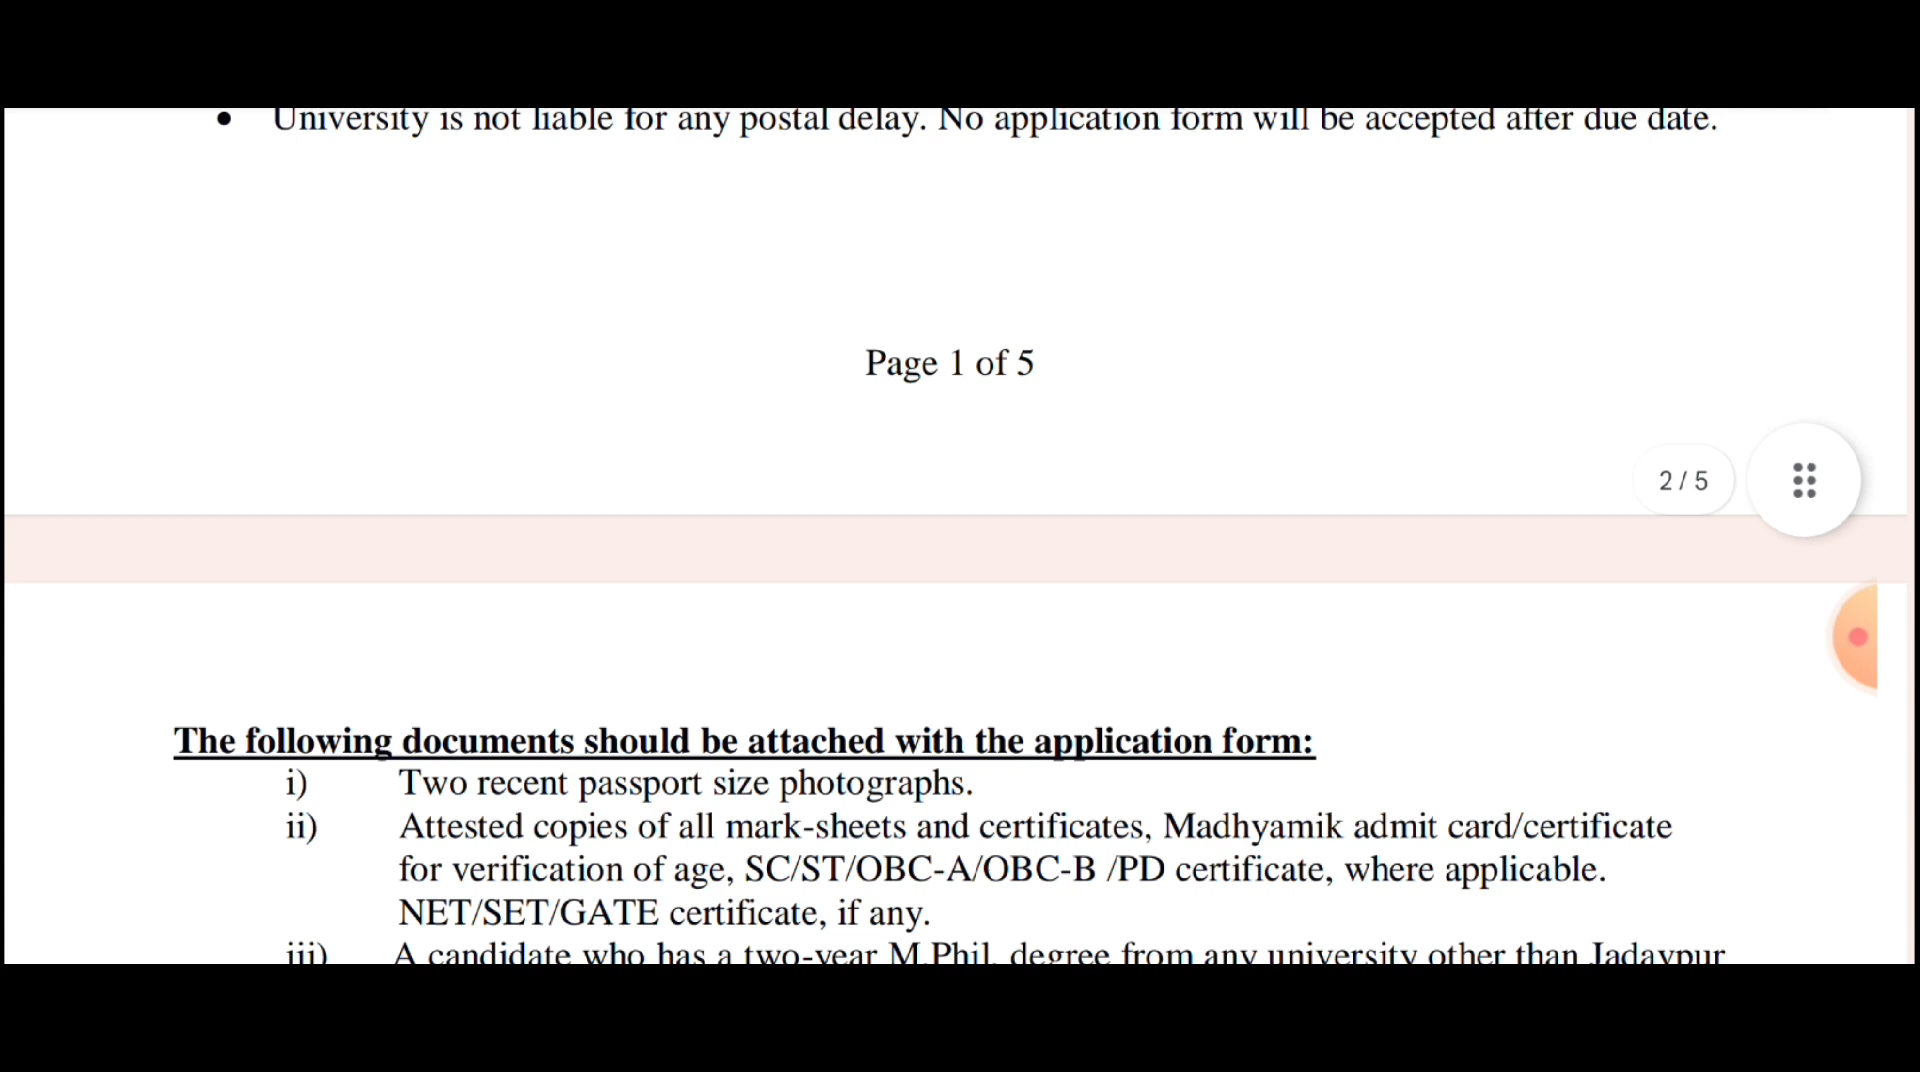 • University is not liable for any postal delay. No application form will be accepted after due date.
Page 1 of 5
2 / 5
The following documents should be attached with the application form:
i) Two recent passport size photographs.
ii) Attested copies of all mark-sheets and certificates, Madhyamik admit card/certificate
for verification of age, SC/ST/OBC-A/OBC-B /PD certificate, where applicable.
NET/SET/GATE certificate, if any.
iii) A candidate who has a two-year M.Phil. degree from any university other than Jadavpur